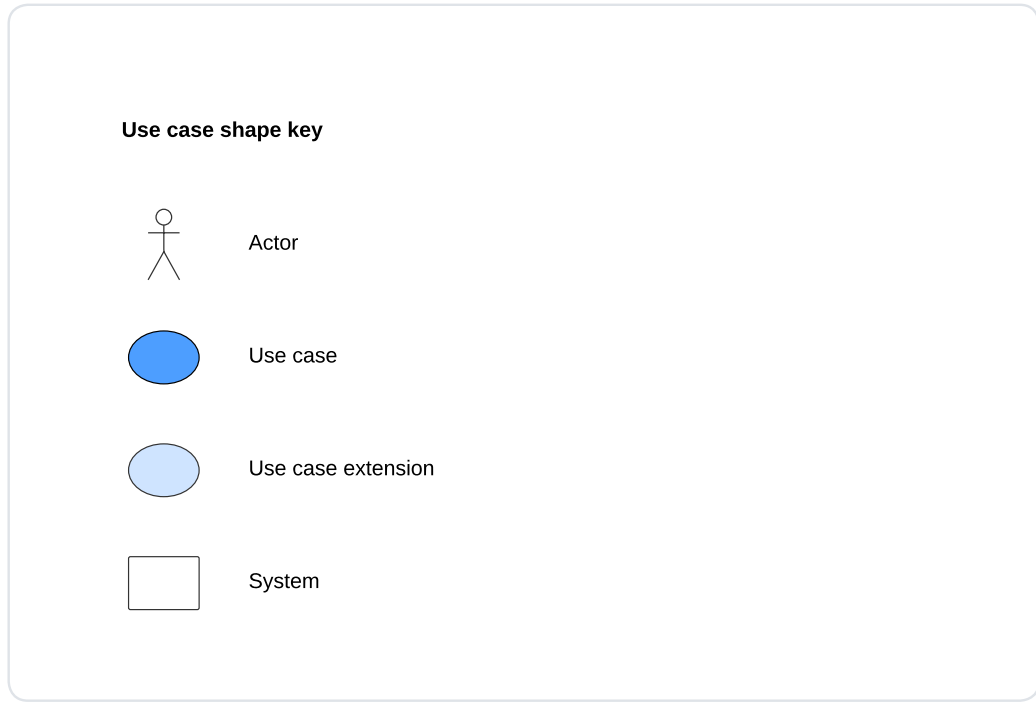 Use case shape key
Actor
Use case
Use case extension
System